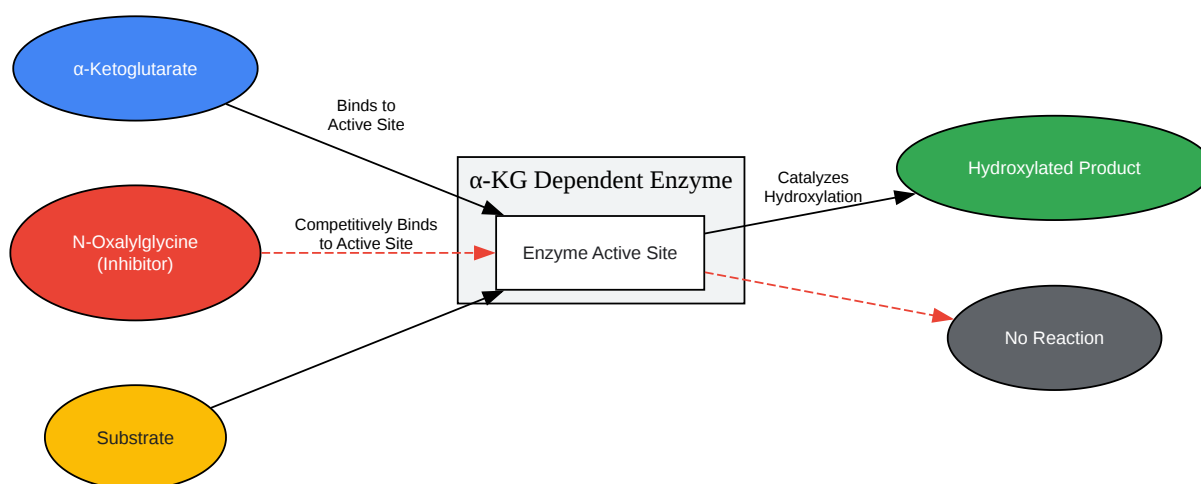 α-Ketoglutarate
Binds to
Active Site
α-KG Dependent Enzyme
Hydroxylated Product
Catalyzes
Hydroxylation
N-Oxalylglycine
(Inhibitor)
Competitively Binds
to Active Site
Enzyme Active Site
No Reaction
Substrate